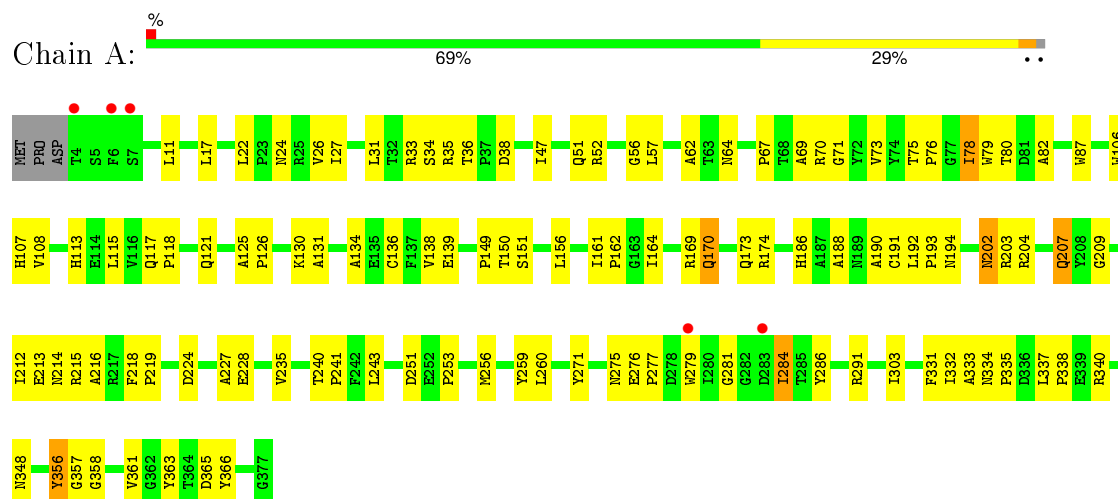 %
Chain A:
69% 29% • •
MET PRO ASP T4 S5 F6 S7 L11 L17 L22 P23 N24 R25 V26 I27 L31 T32 R33 S34 R35 T36 P37 D38 I47 Q51 R52 G56 L57 A62 T63 N64 P67 T68 A69 R70 G71 Y72 V73 Y74 T75 P76 G77 I78 W79 T80 D81 A82 W87 W106
H107 V108 H113 E114 L115 V116 Q117 P118 Q121 A125 P126 K130 A131 A134 E135 C136 F137 V138 E139 P149 T150 S151 L156 I161 P162 G163 I164 R169 Q170 Q173 R174 H186 A187 A188 N189 A190 C191 L192 P193 N194 N202 R203 R204 Q207 Y208 G209
I212 E213 N214 R215 A216 R217 F218 P219 D224 A227 E228 V235 T240 P241 F242 L243 D251 E252 P253 M256 Y259 L260 Y271 N275 E276 P277 D278 W279 I280 G281 G282 D283 I284 T285 Y286 R291 I303 F331 I332 A333 N334 P335 D336 L337 P338 E339 R340
N348 Y356 G357 G358 V361 G362 Y363 T364 D365 Y366 G377